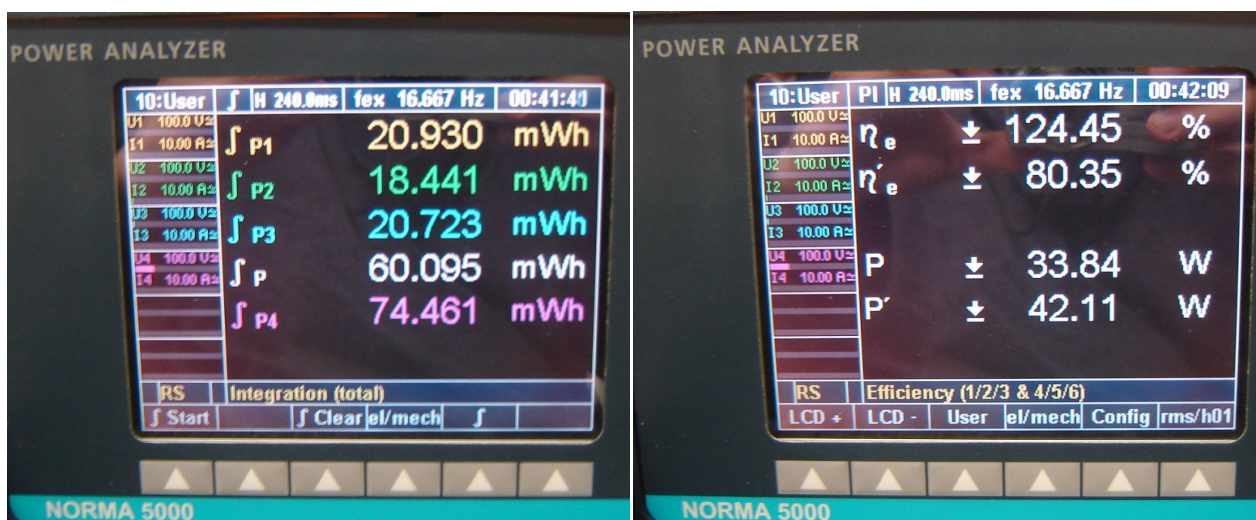 POWER ANALYZER
10:User ∫ H 240.0ms fex 16.667 Hz 00:41:41
U1 100.0 V≃
I1 10.00 A≃
U2 100.0 V≃
I2 10.00 A≃
U3 100.0 V≃
I3 10.00 A≃
U4 100.0 V≃
I4 10.00 A≃
∫ P1 20.930 mWh
∫ P2 18.441 mWh
∫ P3 20.723 mWh
∫ P 60.095 mWh
∫ P4 74.461 mWh
RS Integration (total)
∫ Start ∫ Clear el/mech ∫
NORMA 5000
POWER ANALYZER
10:User PI H 240.0ms fex 16.667 Hz 00:42:09
U1 100.0 V≃
I1 10.00 A≃
U2 100.0 V≃
I2 10.00 A≃
U3 100.0 V≃
I3 10.00 A≃
U4 100.0 V≃
I4 10.00 A≃
η e 124.45 %
η´ e 80.35 %
P 33.84 W
P´ 42.11 W
RS Efficiency (1/2/3 & 4/5/6)
LCD + LCD - User el/mech Config rms/h01
NORMA 5000